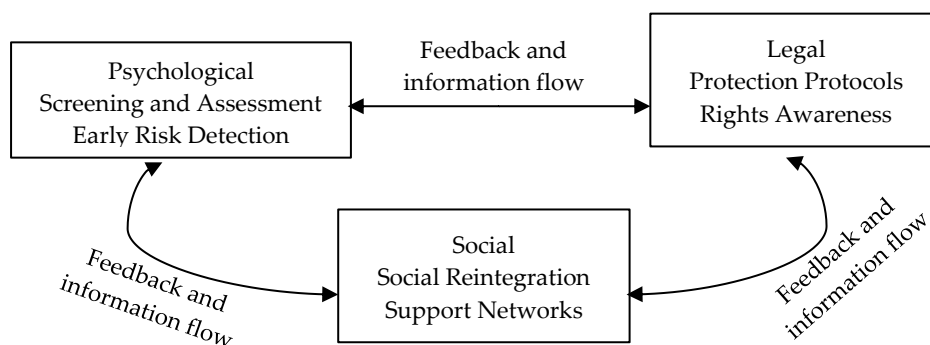 Psychological
Screening and Assessment
Early Risk Detection
Feedback and
information flow
Legal
Protection Protocols
Rights Awareness
Feedback and
information flow
Social
Social Reintegration
Support Networks
Feedback and
information flow